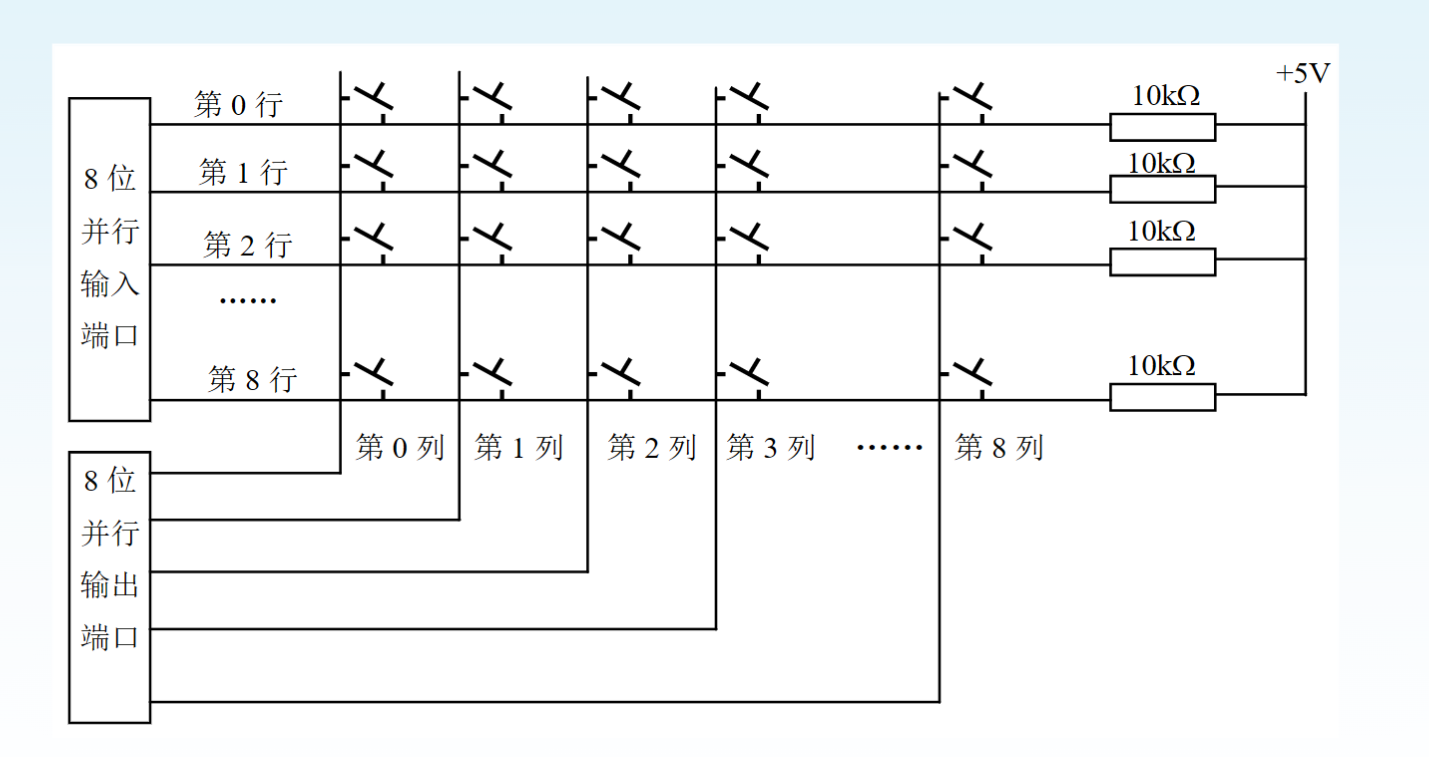 +5V
第 0 行
10kΩ
8 位
并行
输入
端口
第 1 行
10kΩ
第 2 行
10kΩ
……
第 8 行
10kΩ
第 0 列
第 1 列
第 2 列
第 3 列
……
第 8 列
8 位
并行
输出
端口